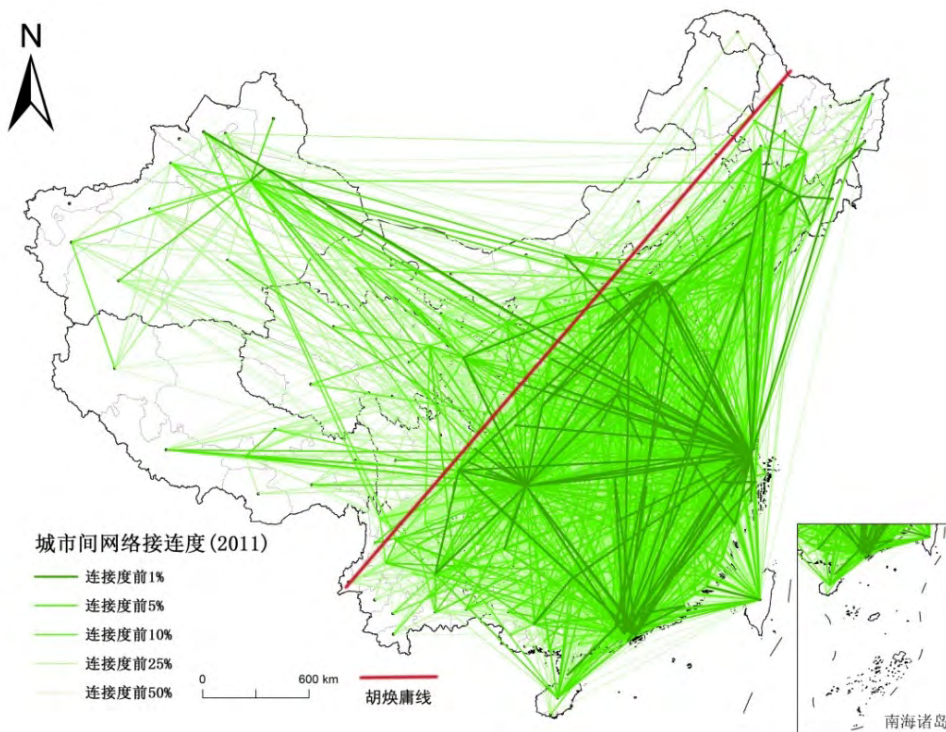 N
城市间网络接连度(2011)
连接度前1%
连接度前5%
连接度前10%
连接度前25%
连接度前50%
0 600 km
胡焕庸线
南海诸岛